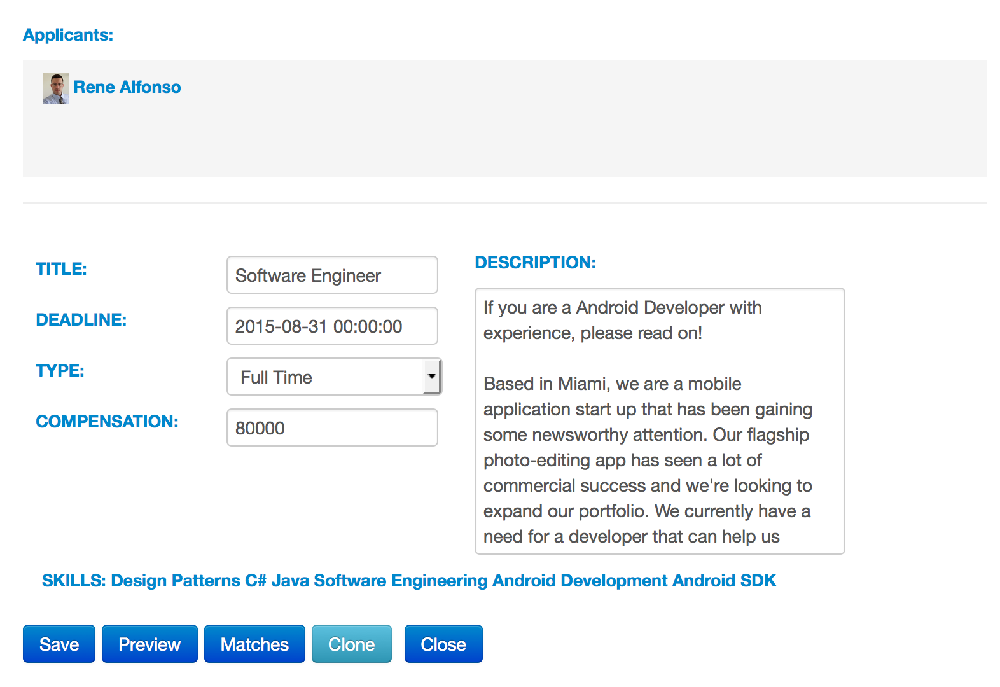 Applicants:
Rene Alfonso
TITLE:
Software Engineer
DEADLINE:
2015-08-31 00:00:00
TYPE:
Full Time
COMPENSATION:
80000
DESCRIPTION:
If you are a Android Developer with
experience, please read on!
Based in Miami, we are a mobile
application start up that has been gaining
some newsworthy attention. Our flagship
photo-editing app has seen a lot of
commercial success and we're looking to
expand our portfolio. We currently have a
need for a developer that can help us
SKILLS: Design Patterns C# Java Software Engineering Android Development Android SDK
Save Preview Matches Clone Close